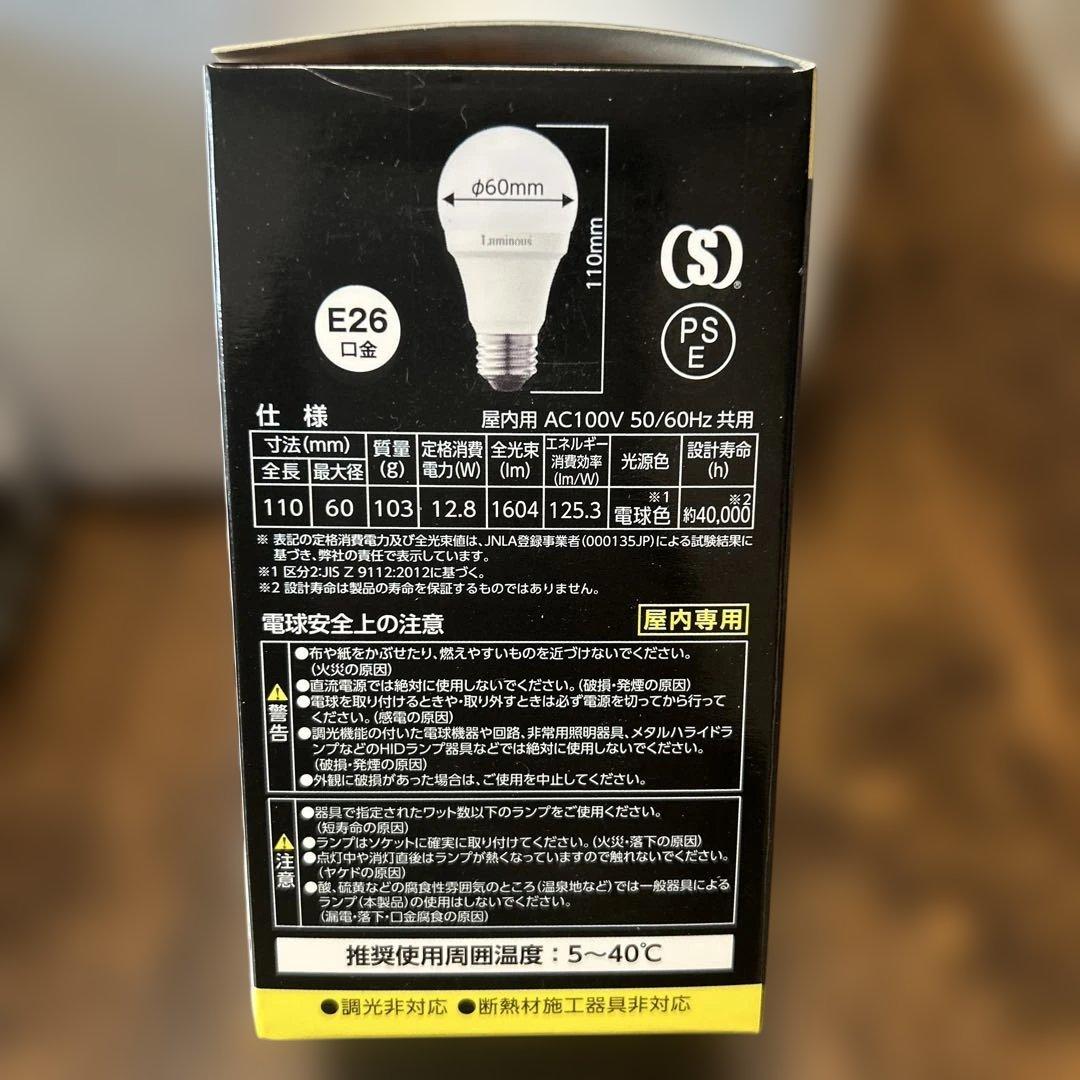 φ60mm
Luminous
110mm
E26
口金
S
®
PS
E
仕 様
屋内用 AC100V 50/60Hz 共用
寸法(mm) 質量(g) 定格消費電力(W) 全光束(lm) エネルギー消費効率(lm/W) 光源色 設計寿命(h)
全長 最大径
110 60 103 12.8 1604 125.3 電球色※1 約40,000※2
※ 表記の定格消費電力及び全光束値は、JNLA登録事業者(000135JP)による試験結果に
基づき、弊社の責任で表示しています。
※1 区分2:JIS Z 9112:2012に基づく。
※2 設計寿命は製品の寿命を保証するものではありません。
電球安全上の注意
屋内専用
警告
●布や紙をかぶせたり、燃えやすいものを近づけないでください。
(火災の原因)
●直流電源では絶対に使用しないでください。(破損・発煙の原因)
●電球を取り付けるときや・取り外すときは必ず電源を切ってから行って
ください。(感電の原因)
●調光機能の付いた電球機器や回路、非常用照明器具、メタルハライドラ
ンプなどのHIDランプ器具などでは絶対に使用しないでください。
(破損・発煙の原因)
●外観に破損があった場合は、ご使用を中止してください。
注意
●器具で指定されたワット数以下のランプをご使用ください。
(短寿命の原因)
●ランプはソケットに確実に取り付けてください。(火災・落下の原因)
●点灯中や消灯直後はランプが熱くなっていますので触れないでください。
(ヤケドの原因)
●酸、硫黄などの腐食性雰囲気のところ(温泉地など)では一般器具による
ランプ(本製品)の使用はしないでください。
(漏電・落下・口金腐食の原因)
推奨使用周囲温度：5～40℃
●調光非対応 ●断熱材施工器具非対応